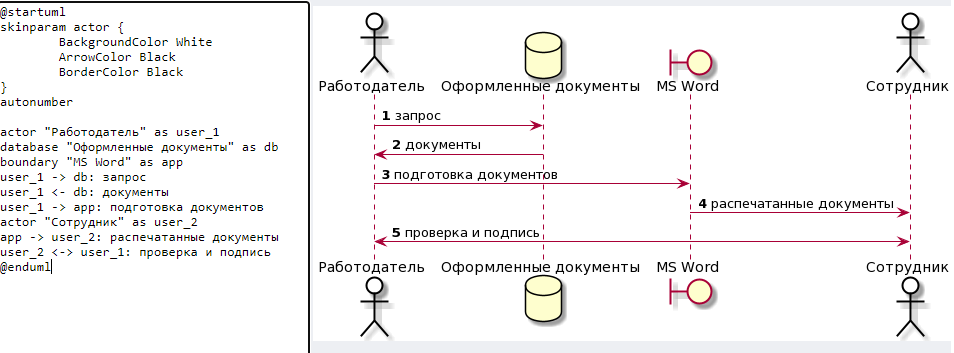 @startuml
skinparam actor {
BackgroundColor White
ArrowColor Black
BorderColor Black
}
autonumber
actor "Работодатель" as user_1
database "Оформленные документы" as db
boundary "MS Word" as app
user_1 -> db: запрос
user_1 <- db: документы
user_1 -> app: подготовка документов
actor "Сотрудник" as user_2
app -> user_2: распечатанные документы
user_2 <-> user_1: проверка и подпись
@enduml
Работодатель Оформленные документы MS Word Сотрудник
1 запрос
2 документы
3 подготовка документов
4 распечатанные документы
5 проверка и подпись
Работодатель Оформленные документы MS Word Сотрудник